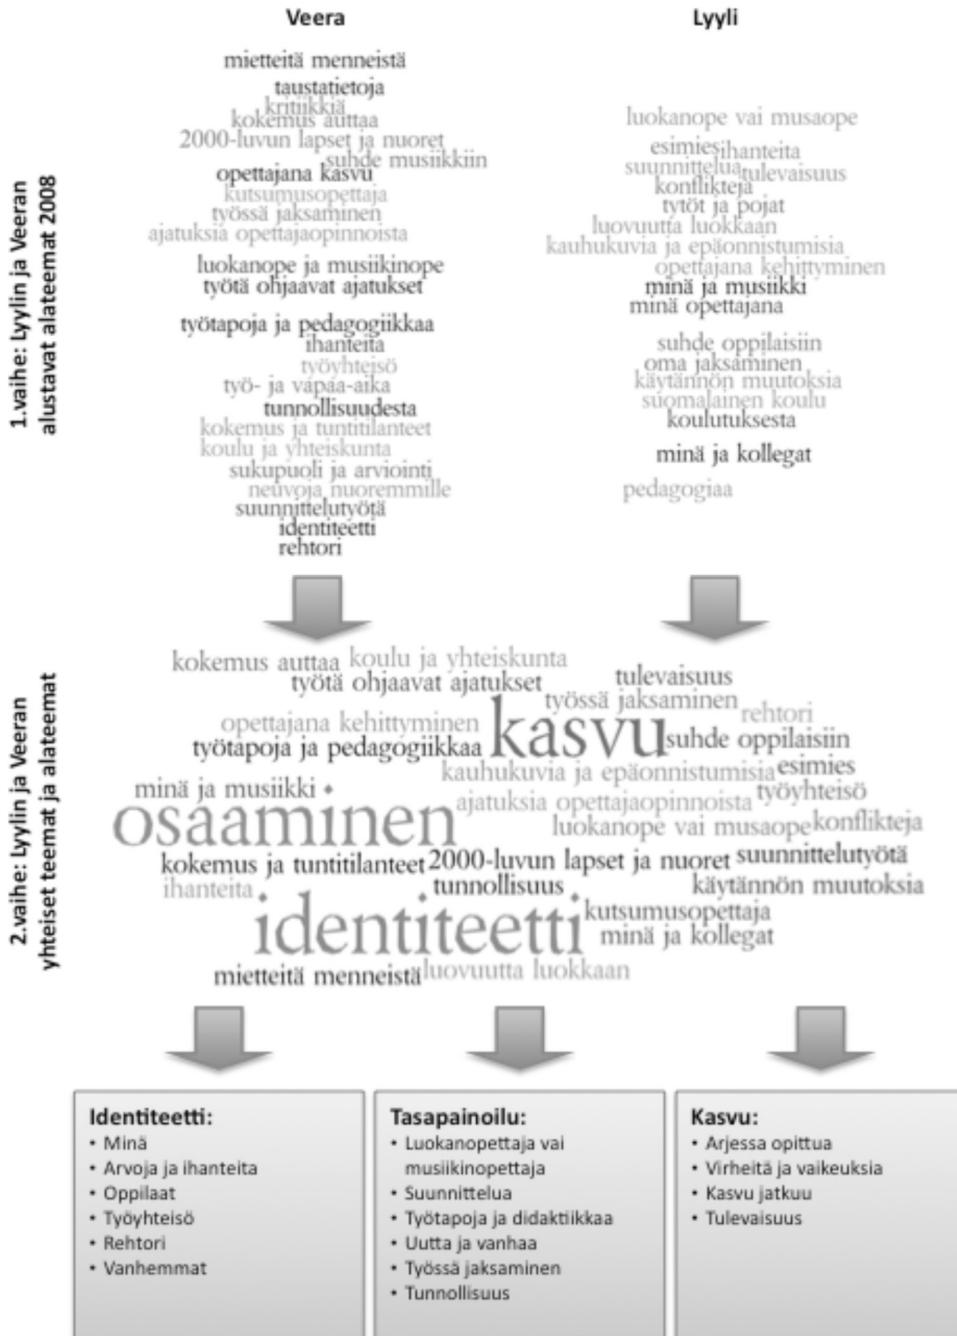 Veera
Lyyli
1.vaihe: Lyylin ja Veeran
alustavat alateemat 2008
mietteitä menneistä
taustatietoja
kritiikkiä
kokemus auttaa
2000-luvun lapset ja nuoret
suhde musiikkiin
opettajana kasvu
kutsumusopettaja
työssä jaksaminen
ajatuksia opettajaopinnoista
luokanope ja musiikinope
työtä ohjaavat ajatukset
työtapoja ja pedagogiikkaa
ihanteita
työyhteisö
työ- ja vapaa-aika
tunnollisuudesta
kokemus ja tuntitilanteet
koulu ja yhteiskunta
sukupuoli ja arviointi
neuvoja nuoremmille
suunnittelutyötä
identiteetti
rehtori
luokanope vai musaope
esimies ihanteita
suunnittelua tulevaisuus
konflikteja
tytöt ja pojat
luovuutta luokkaan
kauhukuvia ja epäonnistumisia
opettajana kehittyminen
minä ja musiikki
minä opettajana
suhde oppilaisiin
oma jaksaminen
käytännön muutoksia
suomalainen koulu
koulutuksesta
minä ja kollegat
pedagogiaa
2.vaihe: Lyylin ja Veeran
yhteiset teemat ja alateemat
kokemus auttaa koulu ja yhteiskunta
työtä ohjaavat ajatukset tulevaisuus
työssä jaksaminen
opettajana kehittyminen kasvu rehtori
työtapoja ja pedagogiikkaa suhde oppilaisiin
kauhukuvia ja epäonnistumisia esimies
minä ja musiikki • ajatuksia opettajaopinnoista työyhteisö
osaaminen luokanope vai musaope konflikteja
kokemus ja tuntitilanteet 2000-luvun lapset ja nuoret suunnittelutyötä
ihanteita tunnollisuus käytännön muutoksia
identiteetti kutsumusopettaja
minä ja kollegat
mietteitä menneistä luovuutta luokkaan
Identiteetti:
• Minä
• Arvoja ja ihanteita
• Oppilaat
• Työyhteisö
• Rehtori
• Vanhemmat
Tasapainoilu:
• Luokanopettaja vai
musiikinopettaja
• Suunnittelua
• Työtapoja ja didaktiikkaa
• Uutta ja vanhaa
• Työssä jaksaminen
• Tunnollisuus
Kasvu:
• Arjessa opittua
• Virheitä ja vaikeuksia
• Kasvu jatkuu
• Tulevaisuus